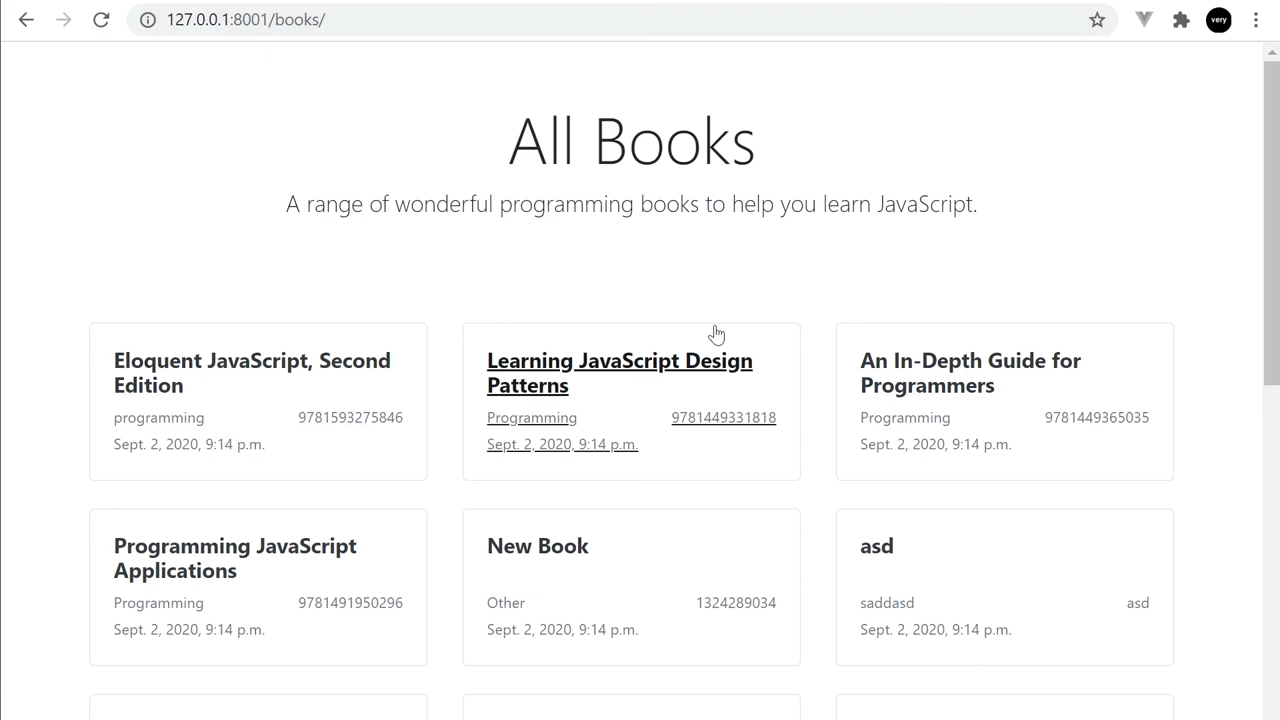 127.0.0.1:8001/books/
very
All Books
A range of wonderful programming books to help you learn JavaScript.
Eloquent JavaScript, Second
Edition
programming 9781593275846
Sept. 2, 2020, 9:14 p.m.
Learning JavaScript Design
Patterns
Programming 9781449331818
Sept. 2, 2020, 9:14 p.m.
An In-Depth Guide for
Programmers
Programming 9781449365035
Sept. 2, 2020, 9:14 p.m.
Programming JavaScript
Applications
Programming 9781491950296
Sept. 2, 2020, 9:14 p.m.
New Book
Other 1324289034
Sept. 2, 2020, 9:14 p.m.
asd
saddasd asd
Sept. 2, 2020, 9:14 p.m.